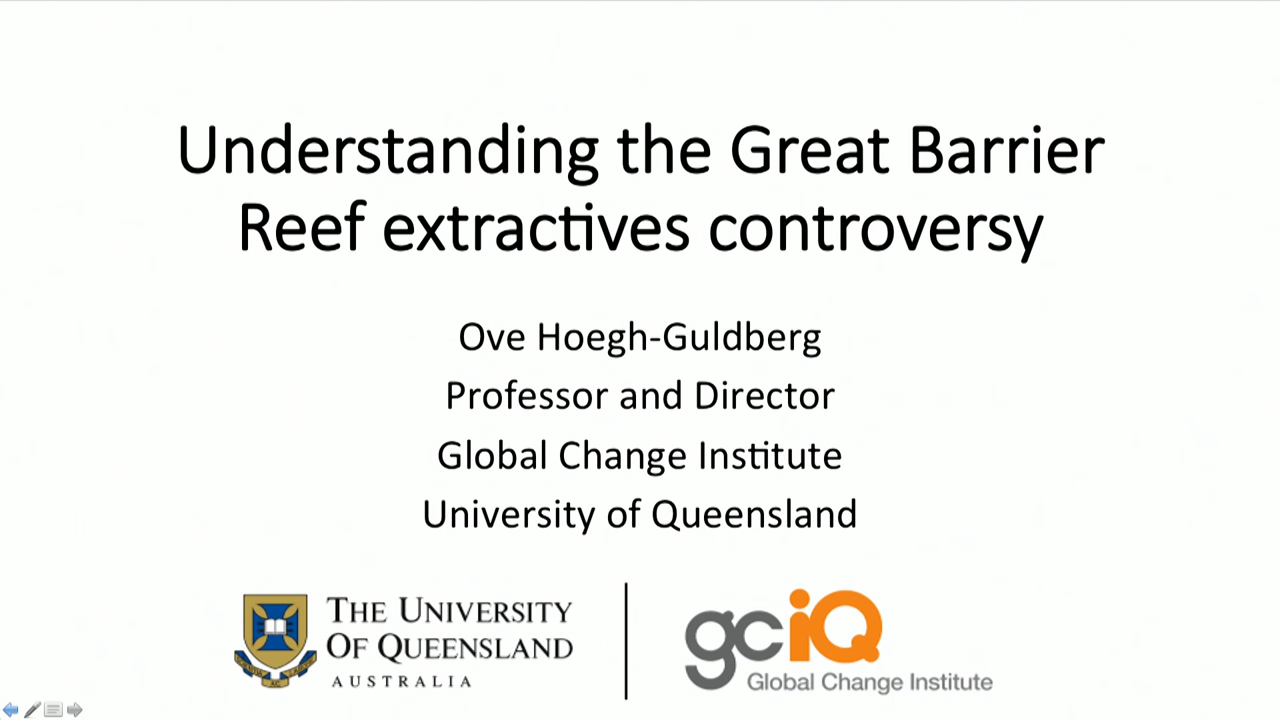 Understanding the Great Barrier
Reef extractives controversy
Ove Hoegh-Guldberg
Professor and Director
Global Change Institute
University of Queensland
THE UNIVERSITY
OF QUEENSLAND
AUSTRALIA
gciQ
Global Change Institute